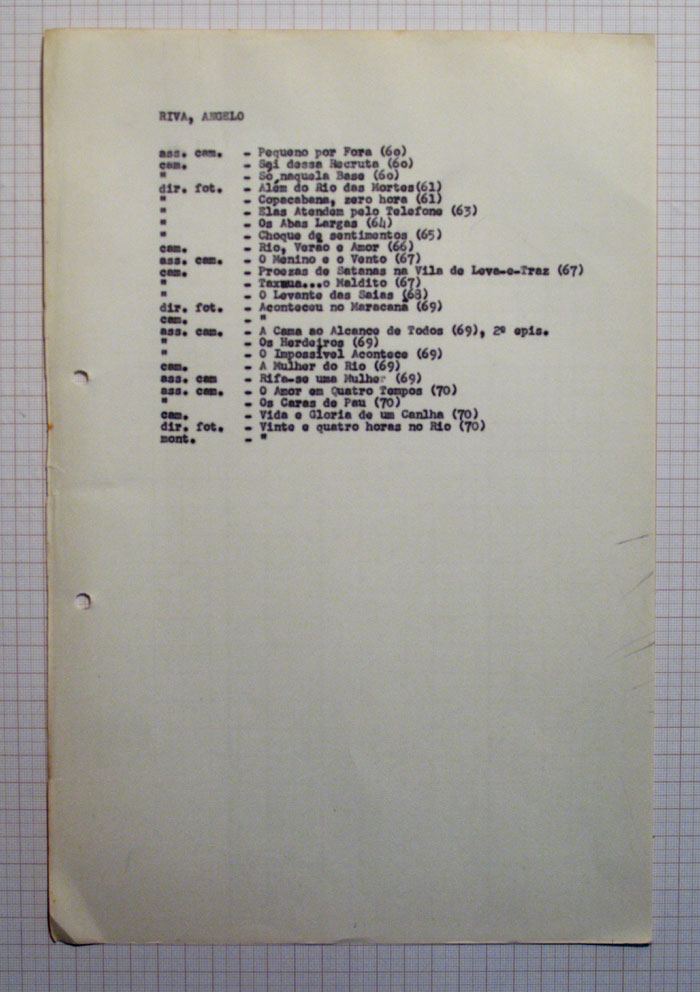 RIVA, ANGELO
ass. cam. - Pequeno por Fora (60)
cam. - Sai dessa Recruta (60)
" - Só naquela Base (60)
dir. fot. - Além do Rio das Mortes(61)
" - Copacabana, zero hora (61)
" - Elas Atendem pelo Telefone (63)
" - Os Abas Largas (64)
" - Choque de sentimentos (65)
cam. - Rio, Verão e Amor (66)
ass. cam. - O Menino e o Vento (67)
cam. - Proezas de Satanas na Vila de Leva-e-Traz (67)
" - ... o Maldito (67)
" - O Levante das Saias (68)
dir. fot. - Aconteceu no Maracanã (69)
cam. - "
ass. cam. - A Cama ao Alcance de Todos (69), 2º epis.
" - Os Herdeiros (69)
" - O Impossível Acontece (69)
cam. - A Mulher do Rio (69)
ass. cam - Rifa-se uma Mulher (69)
ass. cam. - O Amor em Quatro Tempos (70)
" - Os Caras de Pau (70)
cam. - Vida e Gloria de um Canlha (70)
dir. fot. - Vinte e quatro horas no Rio (70)
mont. - "